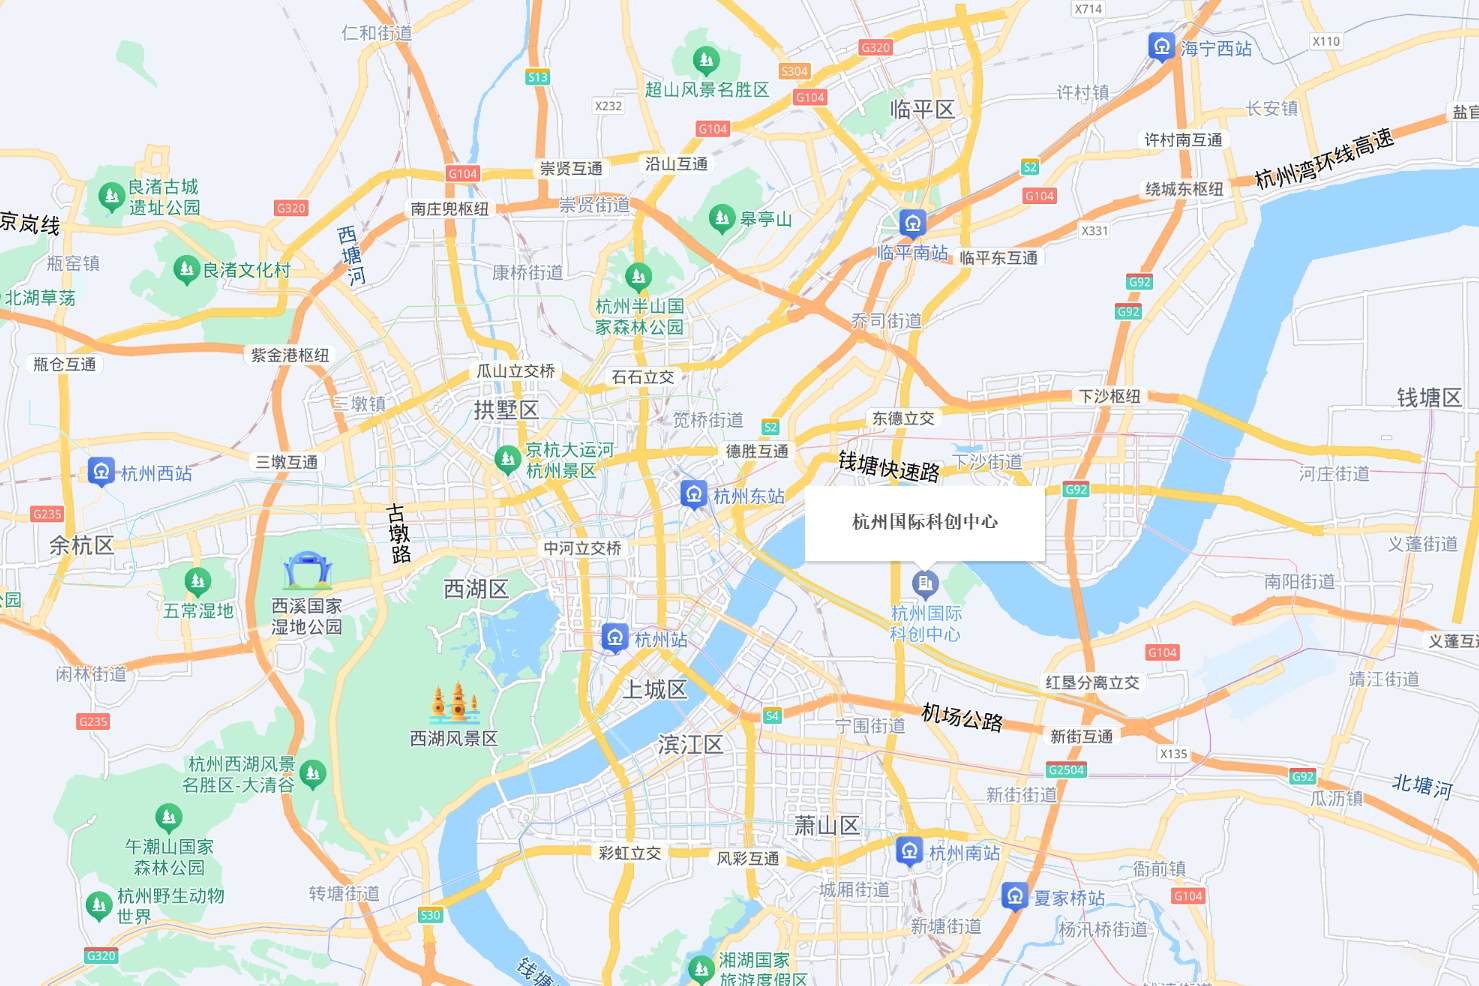 X714
仁和街道
G320
海宁西站
X110
S13
超山风景名胜区
S304
G104
X232
临平区
许村镇
长安镇
盐官
G104
许村南互通
杭州湾环线高速
崇贤互通
沿山互通
G104
S2
G104
绕城东枢纽
良渚古城
遗址公园
G320
南庄兜枢纽
崇贤街道
皋亭山
京岚线
西塘河
X331
临平南站
临平东互通
瓶窑镇
良渚文化村
康桥街道
G92
北湖草荡
杭州半山国
家森林公园
G92
乔司街道
瓶仓互通
紫金港枢纽
瓜山立交桥
石石立交
下沙枢纽
钱塘区
三墩镇
拱墅区
笕桥街道
S2
东德立交
京杭大运河
杭州景区
德胜互通
三墩互通
钱塘快速路
下沙街道
杭州西站
河庄街道
杭州东站
G92
G235
古墩路
杭州国际科创中心
余杭区
中河立交桥
义蓬街道
西湖区
南阳街道
公园
五常湿地
西溪国家
湿地公园
杭州国际
科创中心
杭州站
义蓬互通
G104
闲林街道
上城区
红垦分离立交
靖江街道
G235
S4
机场公路
宁围街道
西湖风景区
滨江区
新街互通
X135
杭州西湖风景
名胜区-大清谷
G2504
G92
北塘河
新街街道
瓜沥镇
午潮山国家
森林公园
萧山区
彩虹立交
风彩互通
杭州南站
衙前镇
杭州野生动物
世界
转塘街道
城厢街道
夏家桥站
G104
S30
新塘街道
杨汛桥街道
G320
湘湖国家
旅游度假区
钱塘